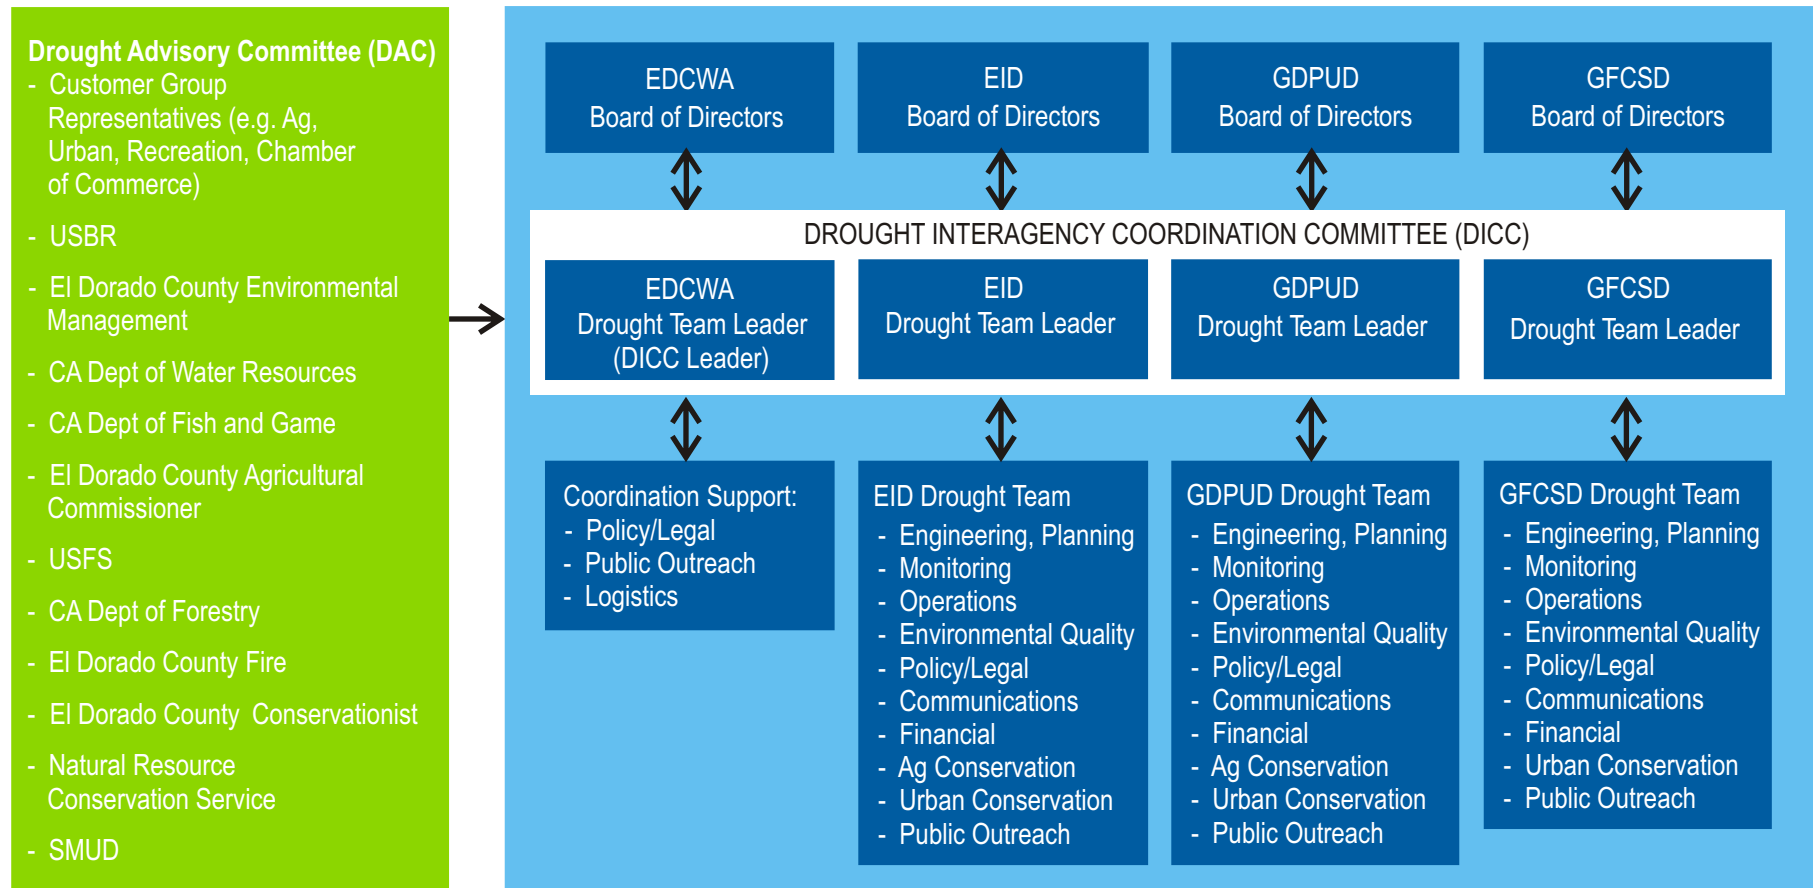 Drought Advisory Committee (DAC)
- Customer Group
Representatives (e.g. Ag,
Urban, Recreation, Chamber
of Commerce)
- USBR
- El Dorado County Environmental
Management
- CA Dept of Water Resources
- CA Dept of Fish and Game
- El Dorado County Agricultural
Commissioner
- USFS
- CA Dept of Forestry
- El Dorado County Fire
- El Dorado County Conservationist
- Natural Resource
Conservation Service
- SMUD
EDCWA
Board of Directors
EID
Board of Directors
GDPUD
Board of Directors
GFCSD
Board of Directors
DROUGHT INTERAGENCY COORDINATION COMMITTEE (DICC)
EDCWA
Drought Team Leader
(DICC Leader)
EID
Drought Team Leader
GDPUD
Drought Team Leader
GFCSD
Drought Team Leader
Coordination Support:
- Policy/Legal
- Public Outreach
- Logistics
EID Drought Team
- Engineering, Planning
- Monitoring
- Operations
- Environmental Quality
- Policy/Legal
- Communications
- Financial
- Ag Conservation
- Urban Conservation
- Public Outreach
GDPUD Drought Team
- Engineering, Planning
- Monitoring
- Operations
- Environmental Quality
- Policy/Legal
- Communications
- Financial
- Ag Conservation
- Urban Conservation
- Public Outreach
GFCSD Drought Team
- Engineering, Planning
- Monitoring
- Operations
- Environmental Quality
- Policy/Legal
- Communications
- Financial
- Urban Conservation
- Public Outreach